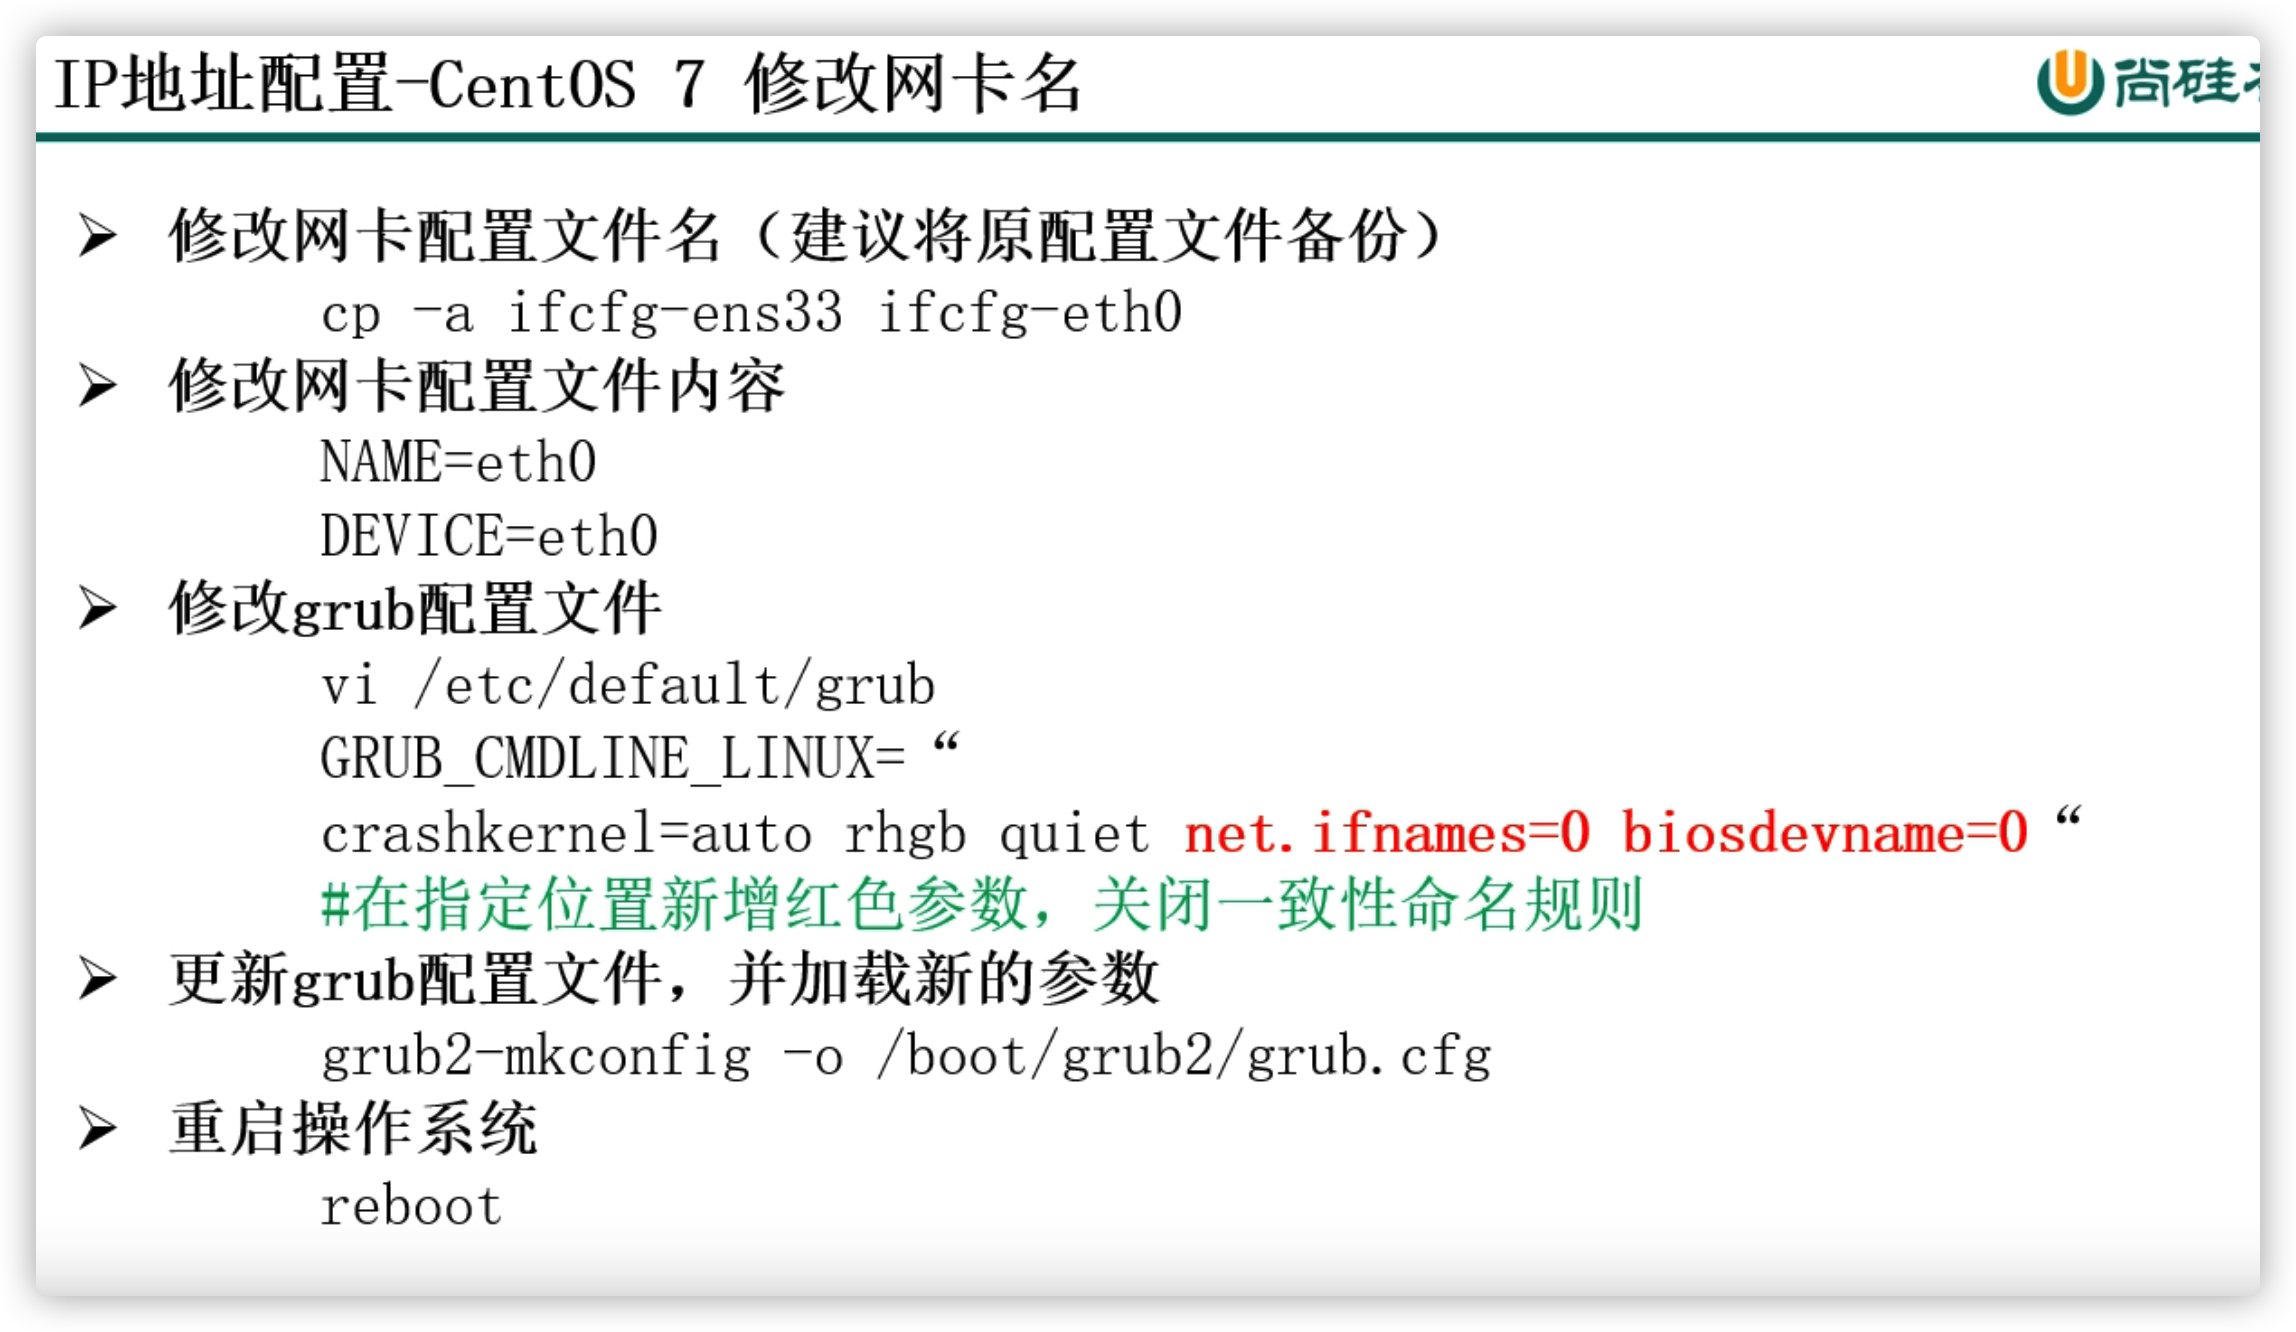 IP地址配置-CentOS 7 修改网卡名
尚硅
➢ 修改网卡配置文件名（建议将原配置文件备份）
cp -a ifcfg-ens33 ifcfg-eth0
➢ 修改网卡配置文件内容
NAME=eth0
DEVICE=eth0
➢ 修改grub配置文件
vi /etc/default/grub
GRUB_CMDLINE_LINUX=“
crashkernel=auto rhgb quiet net.ifnames=0 biosdevname=0“
#在指定位置新增红色参数，关闭一致性命名规则
➢ 更新grub配置文件，并加载新的参数
grub2-mkconfig -o /boot/grub2/grub.cfg
➢ 重启操作系统
reboot